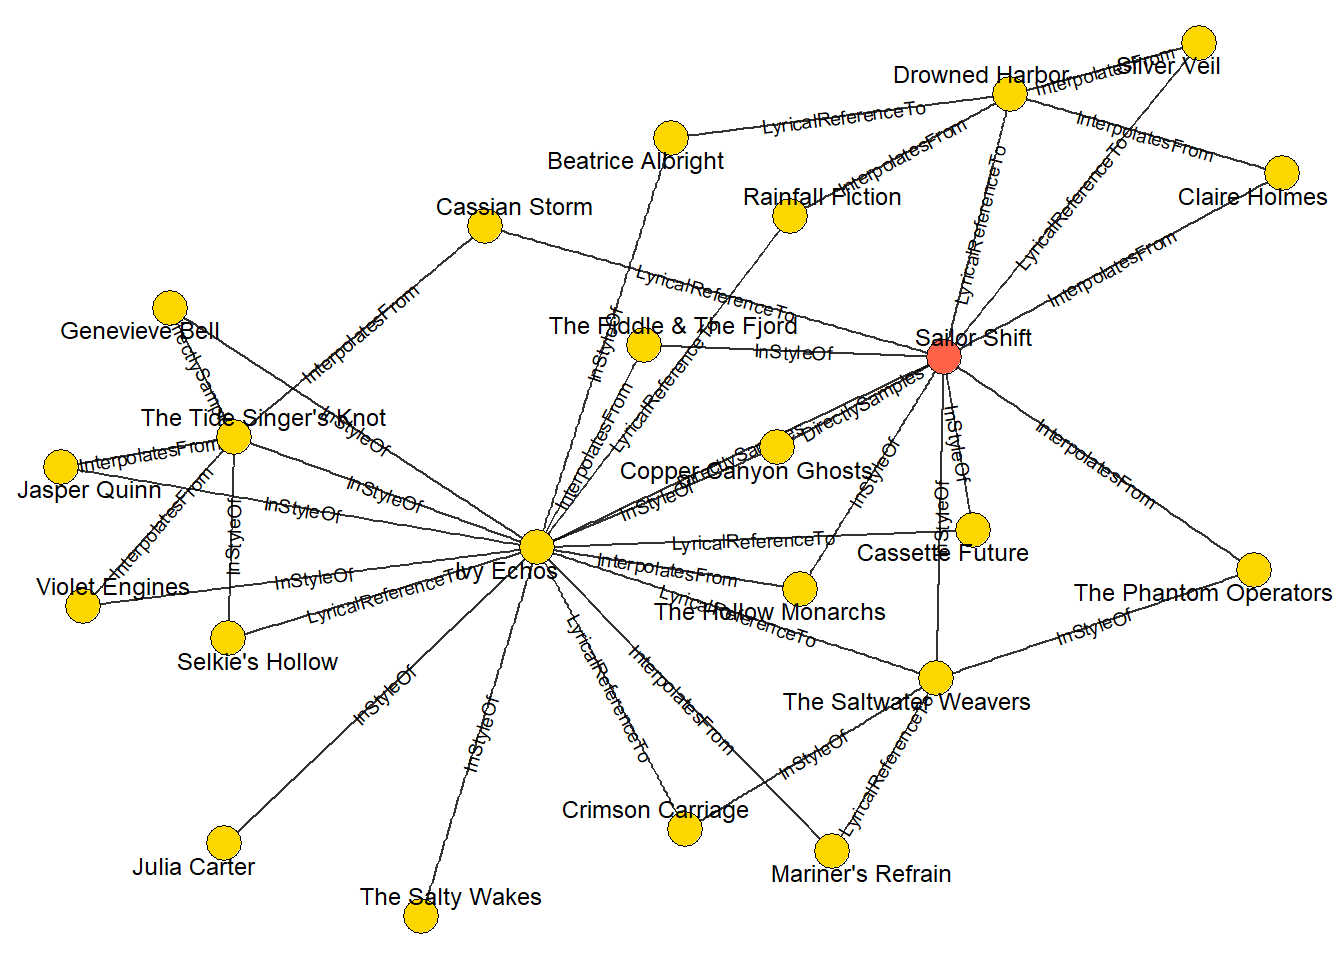 Silver Veil
InterpolatesFrom
Drowned Harbor
LyricalReferenceTo
InterpolatesFrom
Beatrice Albright
InterpolatesFrom
Claire Holmes
Rainfall Fiction
Cassian Storm
LyricalReferenceTo
LyricalReferenceTo
InterpolatesFrom
LyricalReferenceTo
Genevieve Bell
The Fiddle & The Fjord
InStyleOf
Sailor Shift
InStyleOf
InterpolatesFrom
LyricalReferenceTo
The Tide Singer's Knot
InStyleOf
DirectlySamples
InterpolatesFrom
Jasper Quinn
InStyleOf
InStyleOf
InterpolatesFrom
Copper Canyon Ghosts
InStyleOf
InStyleOf
InStyleOf
InterpolatesFrom
InterpolatesFrom
InStyleOf
InStyleOf
LyricalReferenceTo
Cassette Future
Ivy Echos
InStyleOf
InterpolatesFrom
Violet Engines
LyricalReferenceTo
The Hollow Monarchs
LyricalReferenceTo
The Phantom Operators
InStyleOf
Selkie's Hollow
InStyleOf
LyricalReferenceTo
InterpolatesFrom
The Saltwater Weavers
InStyleOf
InStyleOf
LyricalReferenceTo
Crimson Carriage
Julia Carter
Mariner's Refrain
The Salty Wakes